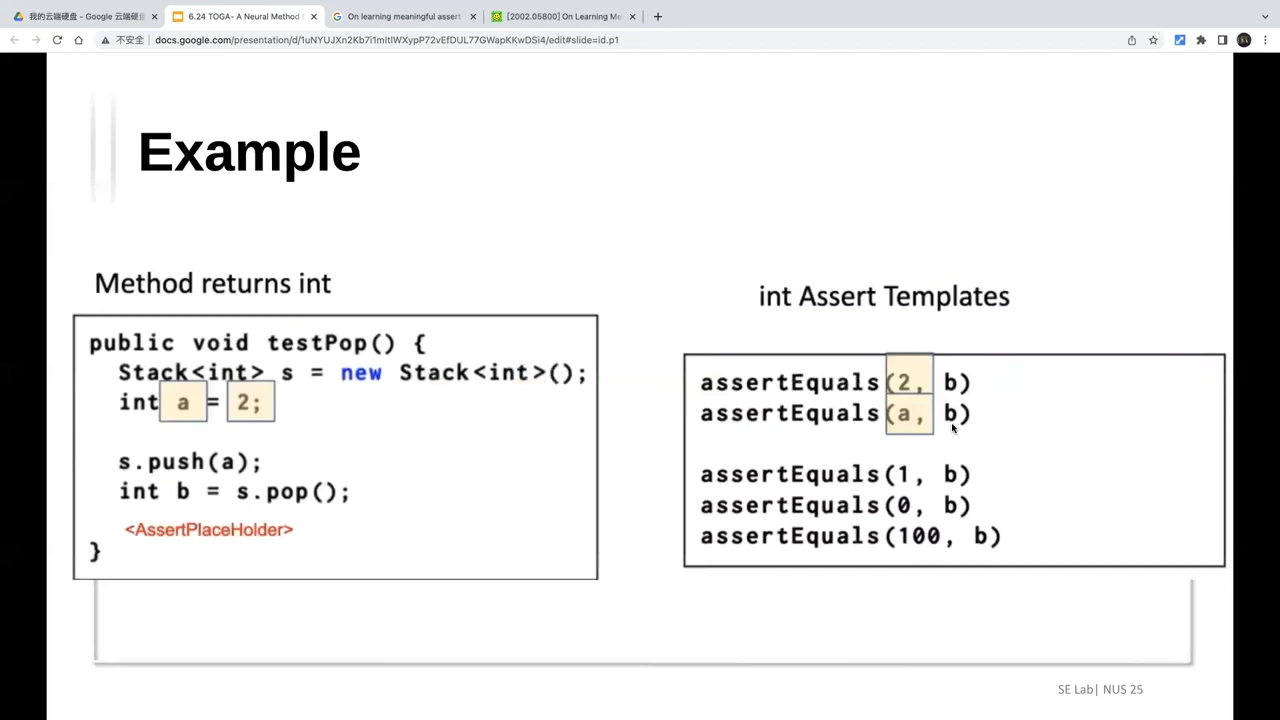 我的云端硬盘 - Google 云端硬盘
6.24 TOGA- A Neural Method
On learning meaningful assert
[2002.05800] On Learning Me
不安全
docs.google.com/presentation/d/1uNYUJXn2Kb7i1mItlWXypP72vEfDUL77GWapKKwDSi4/edit#slide=id.p1
Example
Method returns int
public void testPop() {
Stack<int> s = new Stack<int>();
int a = 2;
s.push(a);
int b = s.pop();
<AssertPlaceHolder>
}
int Assert Templates
assertEquals(2, b)
assertEquals(a, b)
assertEquals(1, b)
assertEquals(0, b)
assertEquals(100, b)
SE Lab| NUS 25